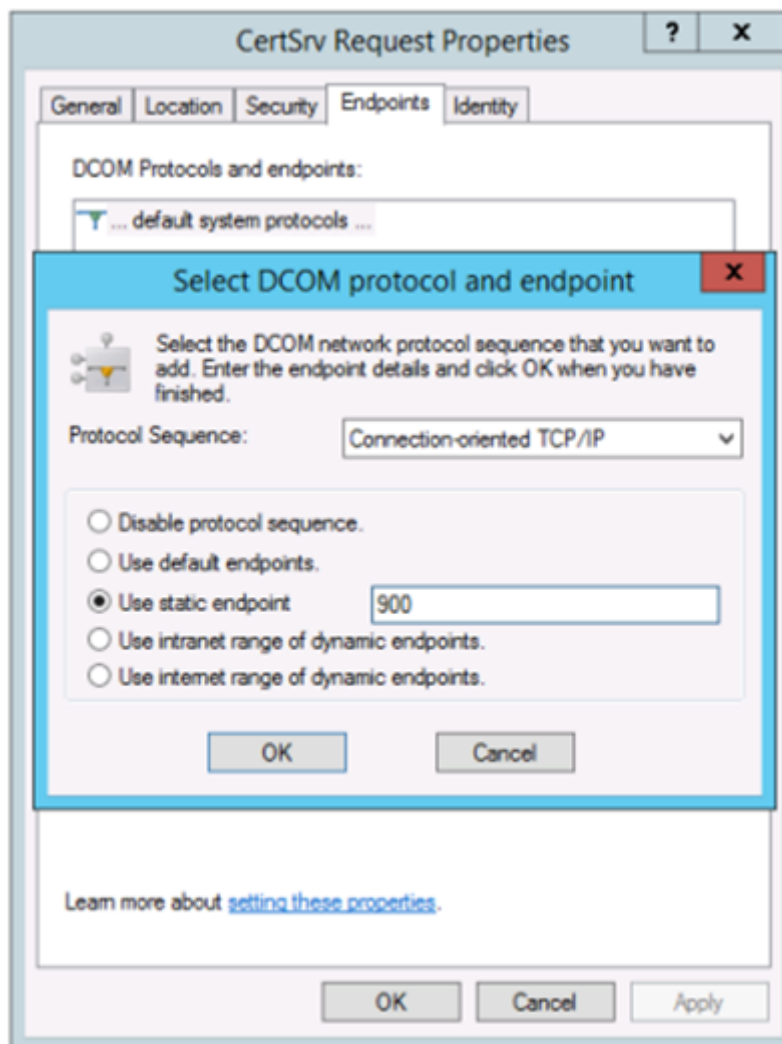 CertSrv Request Properties
? x
General Location Security Endpoints Identity
DCOM Protocols and endpoints:
... default system protocols ...
Select DCOM protocol and endpoint
x
Select the DCOM network protocol sequence that you want to
add. Enter the endpoint details and click OK when you have
finished.
Protocol Sequence: Connection-oriented TCP/IP
Disable protocol sequence.
Use default endpoints.
Use static endpoint 900
Use intranet range of dynamic endpoints.
Use internet range of dynamic endpoints.
OK Cancel
Learn more about setting these properties.
OK Cancel Apply